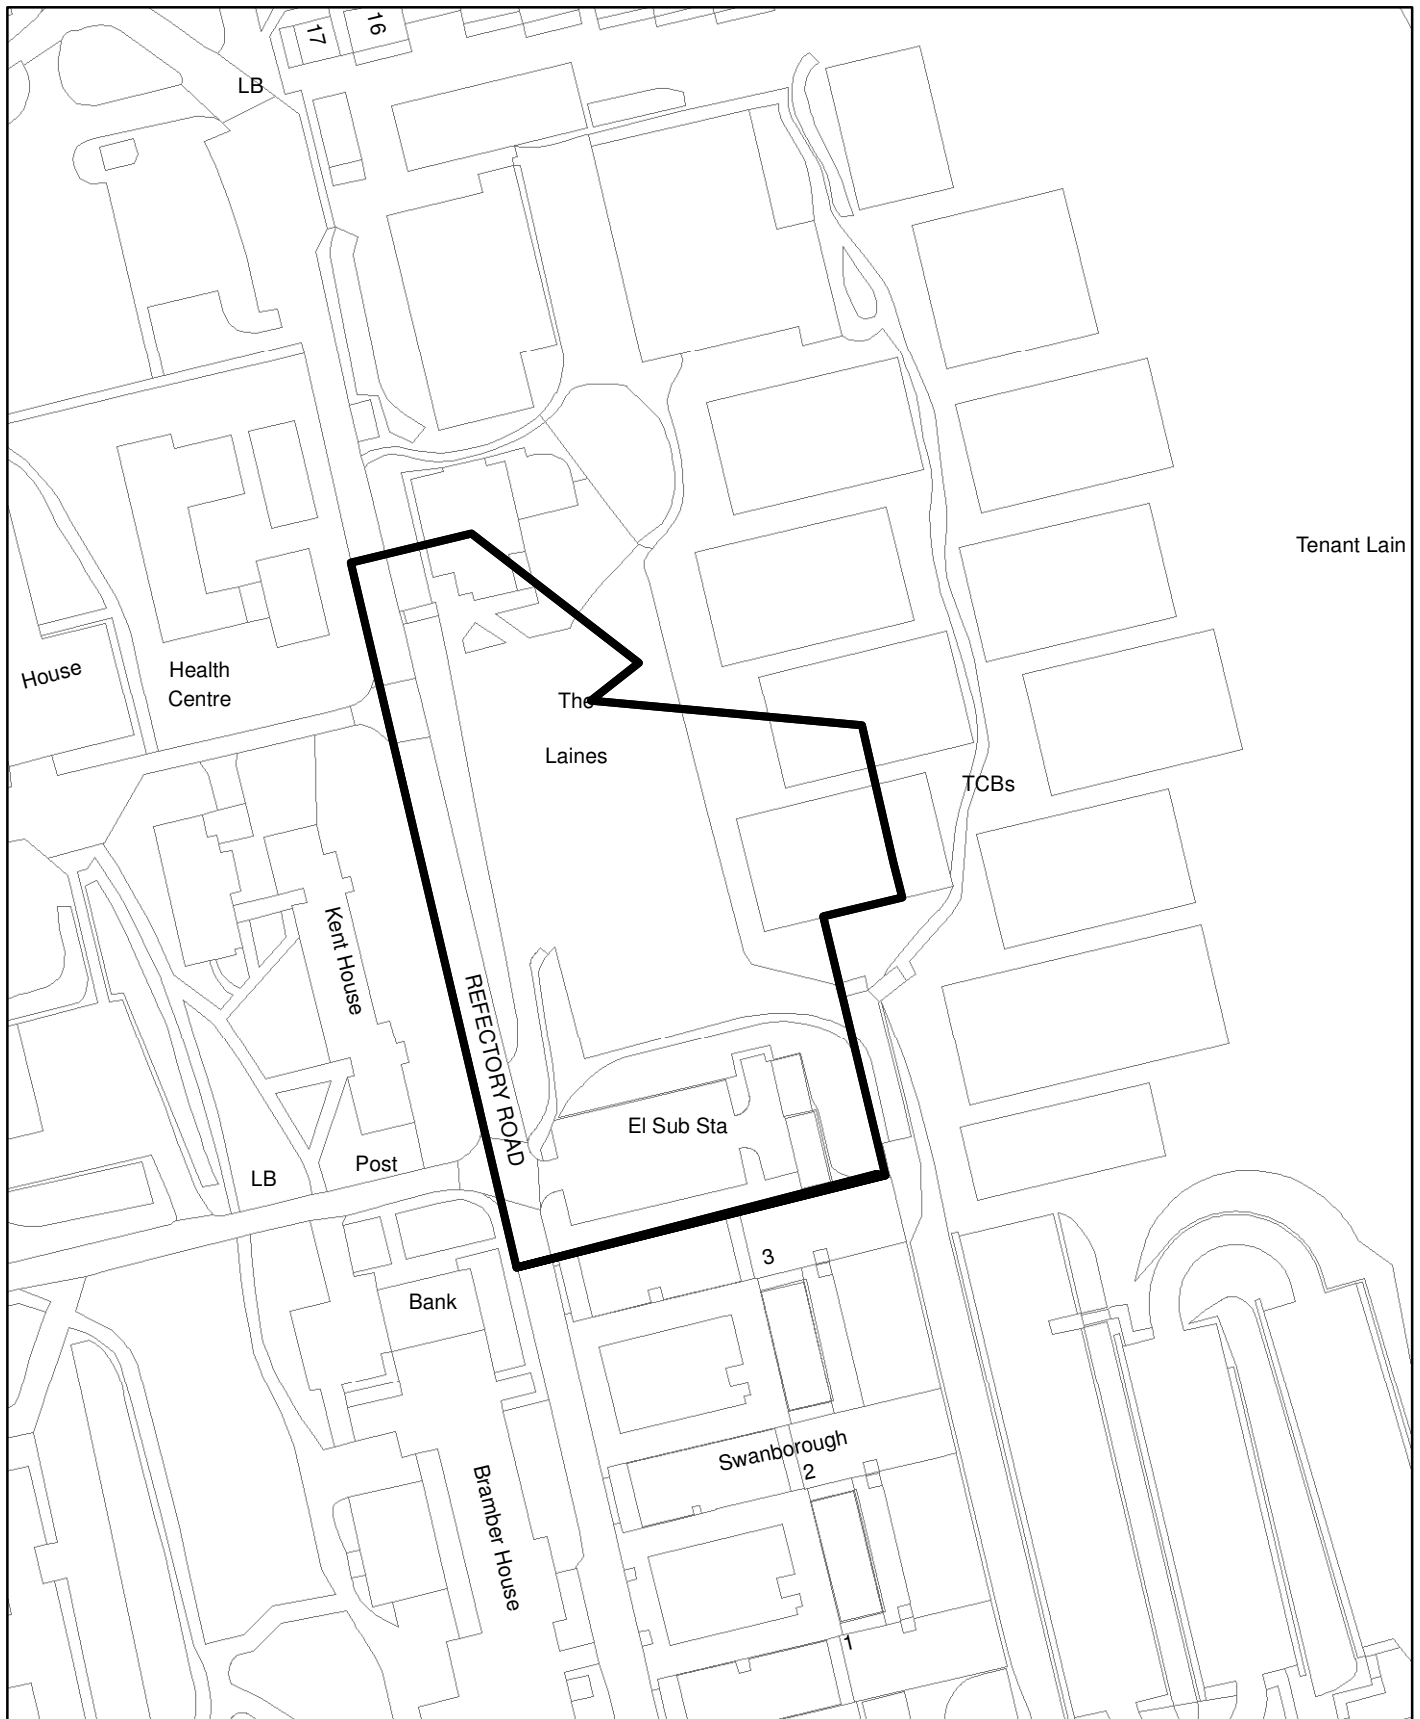 17
16
LB
Tenant Lain
House
Health
Centre
The
Laines
TCBs
Kent House
REFECTORY ROAD
El Sub Sta
Post
LB
3
Bank
Swanborough
2
Bramber House
1